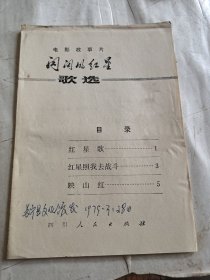 电影故事片
闪闪的红星
歌选
目录
红星歌 1
红星照我去战斗 3
映山红 5
1975
四川人民出版社